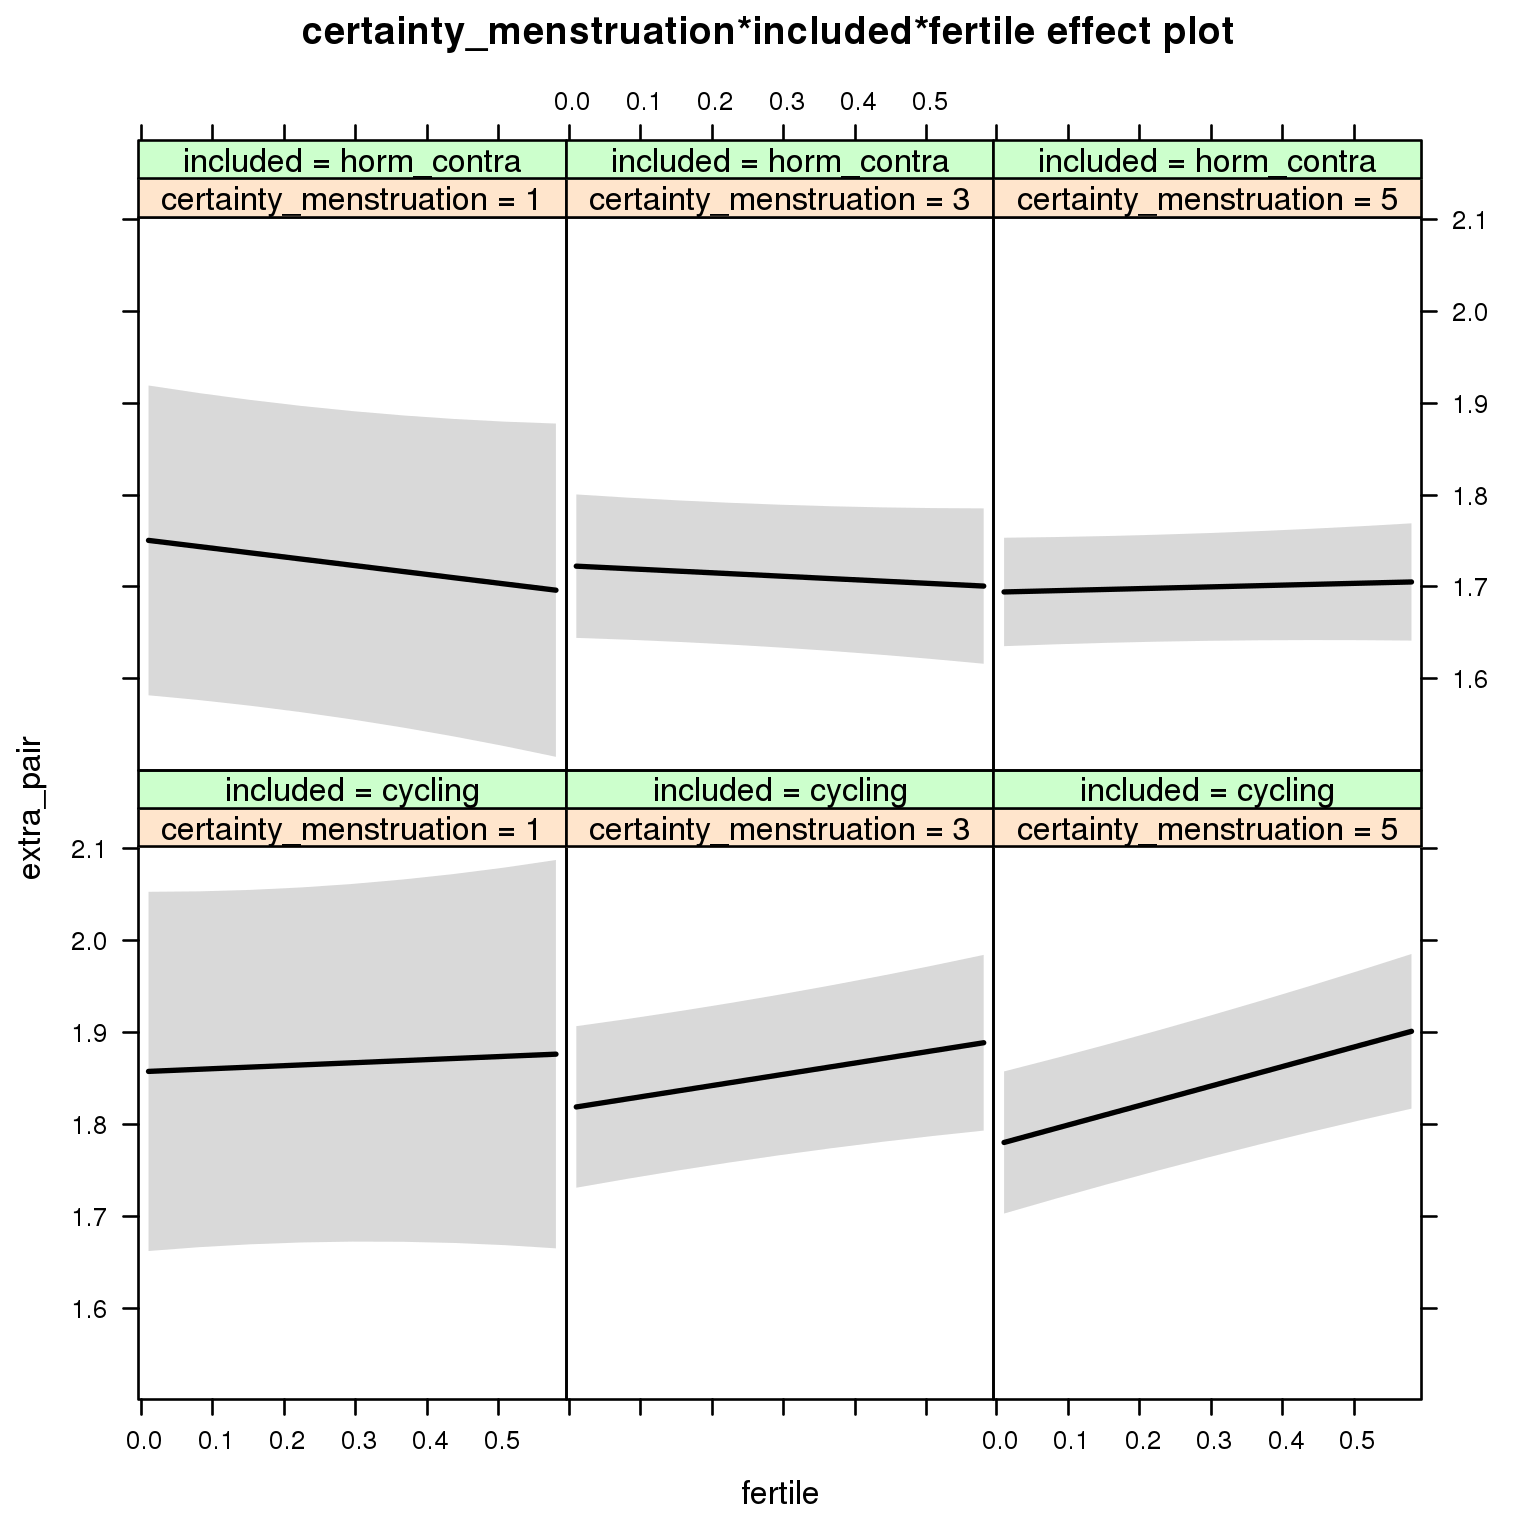 certainty_menstruation*included*fertile effect plot
0.0 0.1 0.2 0.3 0.4 0.5
included = horm_contra included = horm_contra included = horm_contra
certainty_menstruation = 1 certainty_menstruation = 3 certainty_menstruation = 5
2.1
2.0
1.9
1.8
1.7
1.6
extra_pair
included = cycling included = cycling included = cycling
certainty_menstruation = 1 certainty_menstruation = 3 certainty_menstruation = 5
2.1
2.0
1.9
1.8
1.7
1.6
0.0 0.1 0.2 0.3 0.4 0.5 0.0 0.1 0.2 0.3 0.4 0.5
fertile